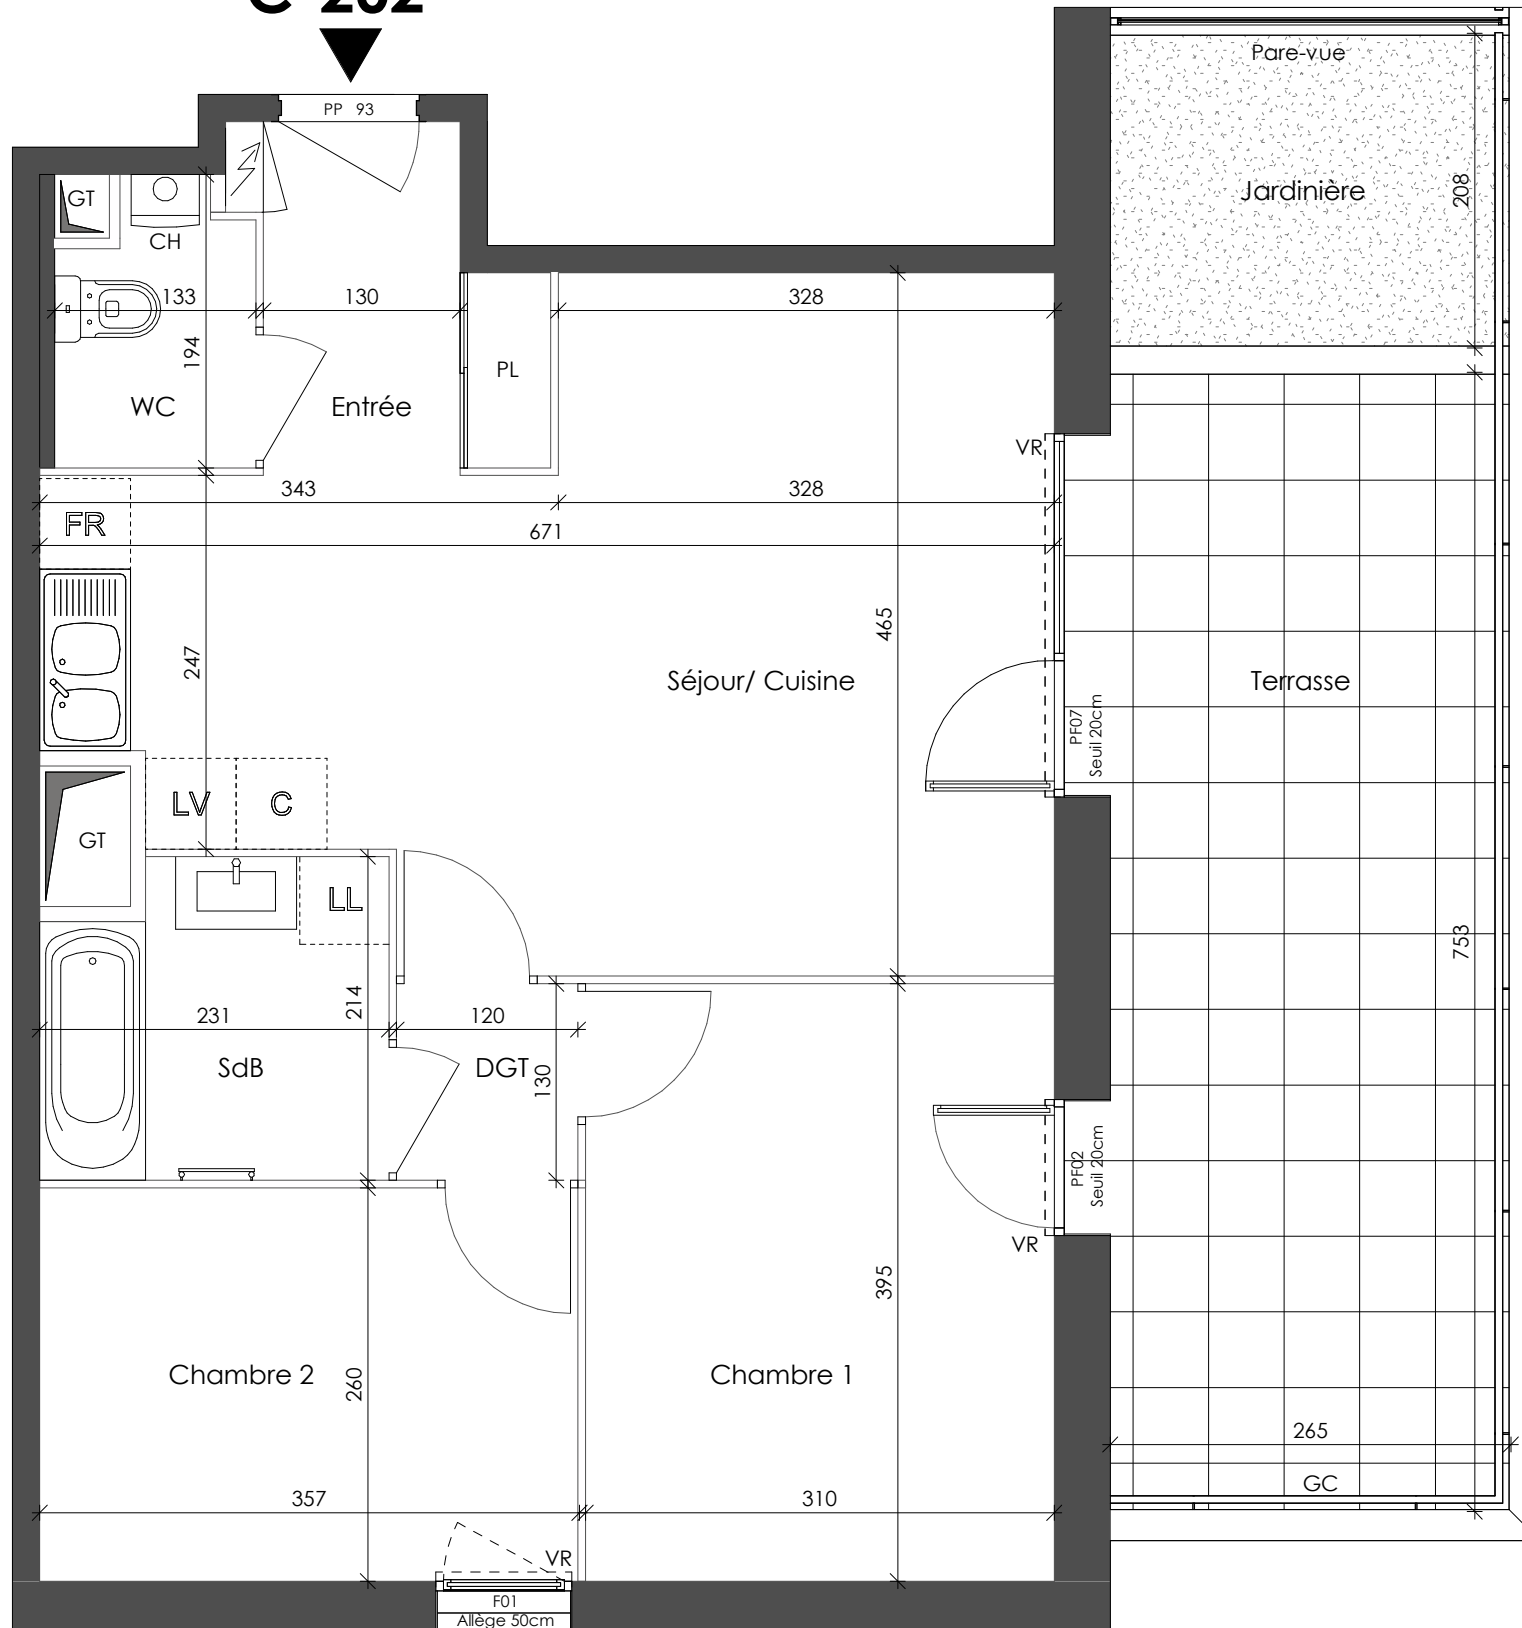 C 202
PP 93
Pare-vue
GT
CH
Jardinière
208
133
130
328
194
PL
WC
Entrée
VR
343
328
FR
671
465
247
Séjour/ Cuisine
Terrasse
PF07
Seuil 20cm
LV
C
GT
LL
753
214
231
120
SdB
DGT
130
PF02
Seuil 20cm
VR
395
Chambre 2
260
Chambre 1
265
GC
357
310
VR
F01
Allège 50cm